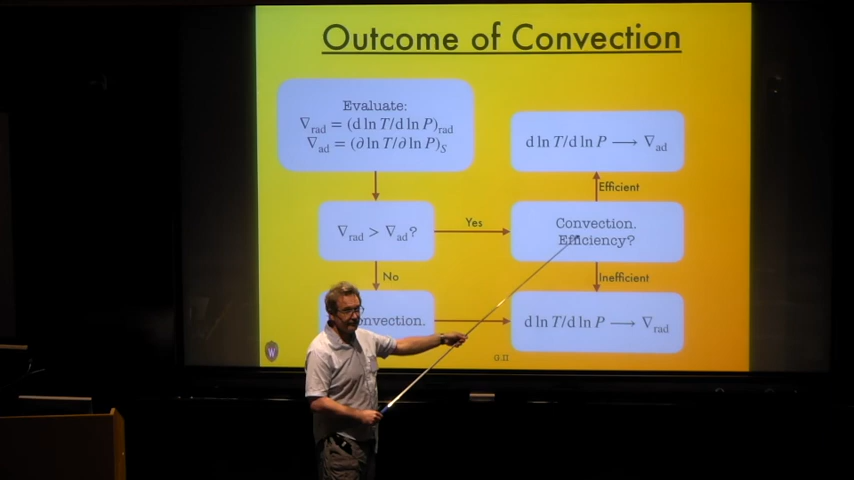 Outcome of Convection
Evaluate:
∇rad = (d ln T/d ln P)rad
∇ad = (∂ ln T/∂ ln P)S
d ln T/d ln P ⟶ ∇ad
Efficient
∇rad > ∇ad?
Yes
Convection.
Efficiency?
No
Inefficient
nvection.
d ln T/d ln P ⟶ ∇rad
W